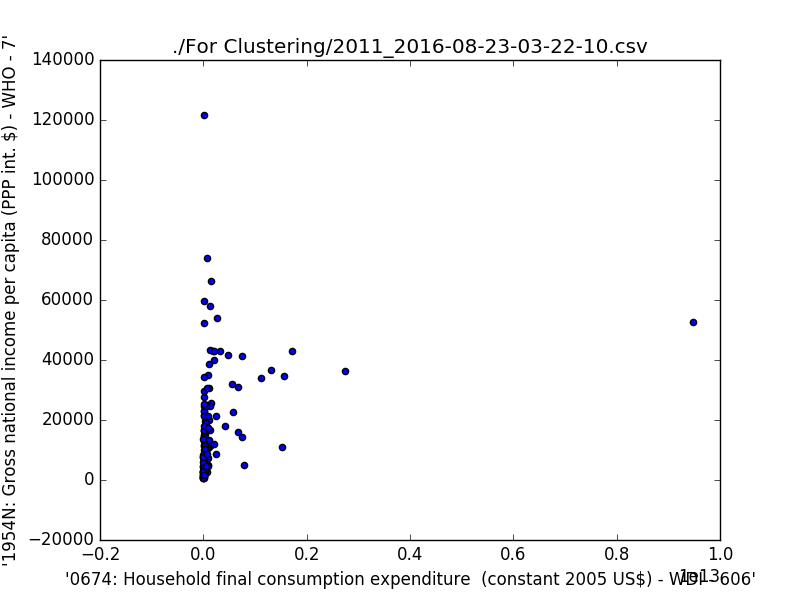 ./For Clustering/2011_2016-08-23-03-22-10.csv
'1954N: Gross national income per capita (PPP int. $) - WHO - 7'
140000
120000
100000
80000
60000
40000
20000
0
−20000
−0.2 0.0 0.2 0.4 0.6 0.8 1.0
1e13
'0674: Household final consumption expenditure (constant 2005 US$) - WDI - 606'